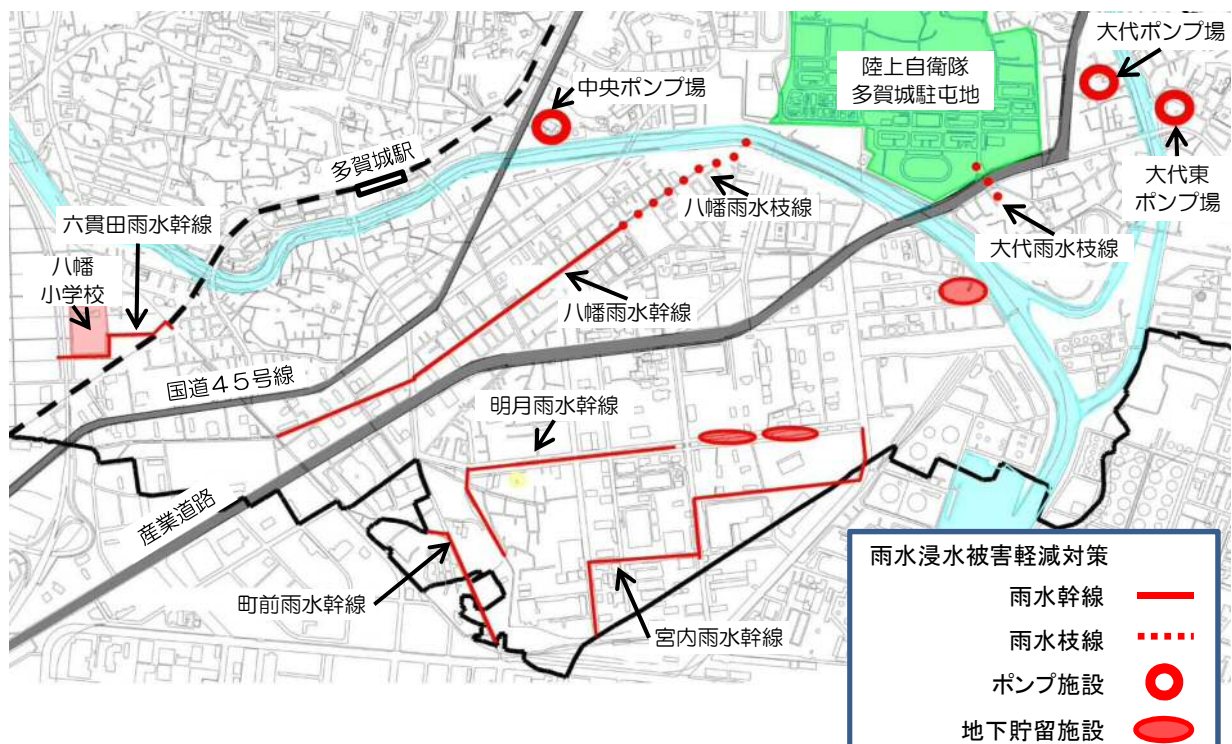 大代ポンプ場
陸上自衛隊
多賀城駐屯地
中央ポンプ場
多賀城駅
大代東
ポンプ場
八幡雨水枝線
六貫田雨水幹線
大代雨水枝線
八幡
小学校
八幡雨水幹線
国道４５号線
明月雨水幹線
産業道路
町前雨水幹線
宮内雨水幹線
雨水浸水被害軽減対策
雨水幹線
雨水枝線
ポンプ施設
地下貯留施設